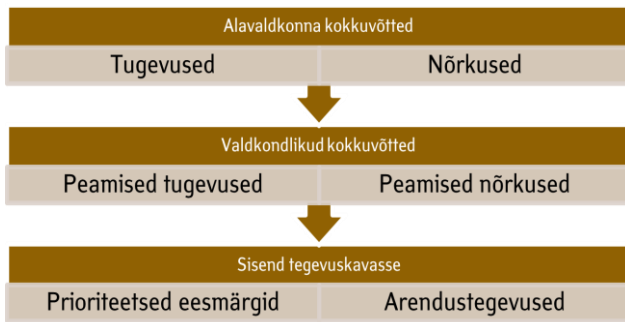 Alavaldkonna kokkuvõtted
Tugevused
Nõrkused
Valdkondlikud kokkuvõtted
Peamised tugevused
Peamised nõrkused
Sisend tegevuskavasse
Prioriteetsed eesmärgid
Arendustegevused